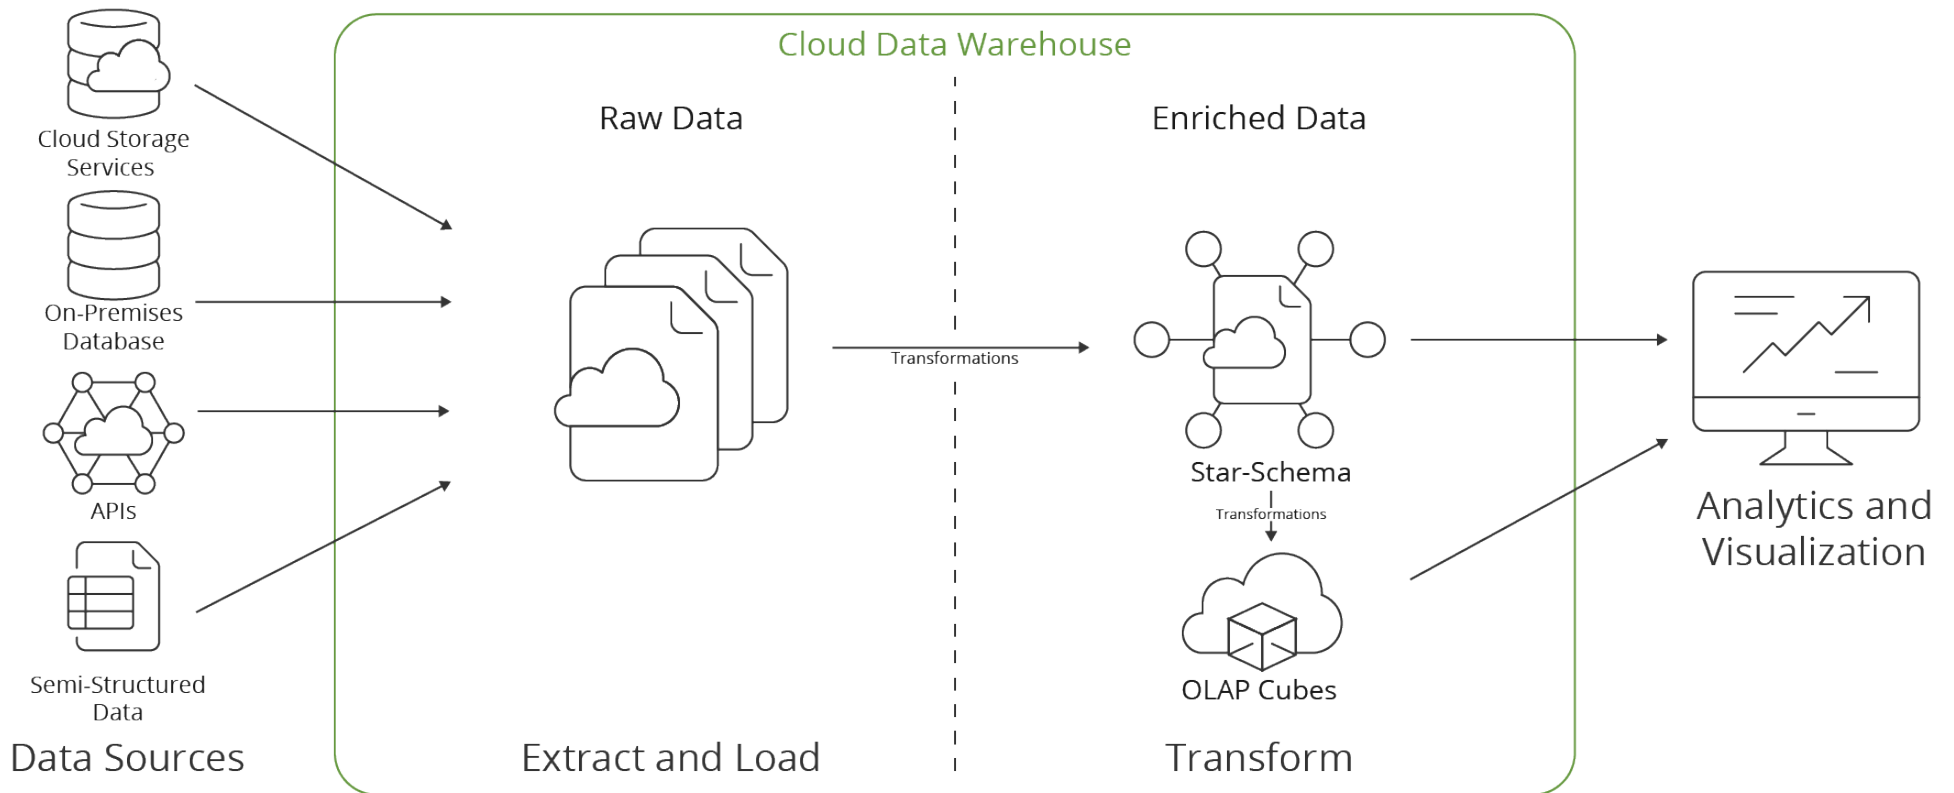 Cloud Data Warehouse
Raw Data
Enriched Data
Cloud Storage
Services
On-Premises
Database
APIs
Semi-Structured
Data
Data Sources
Transformations
Extract and Load
Star-Schema
Transformations
OLAP Cubes
Transform
Analytics and
Visualization